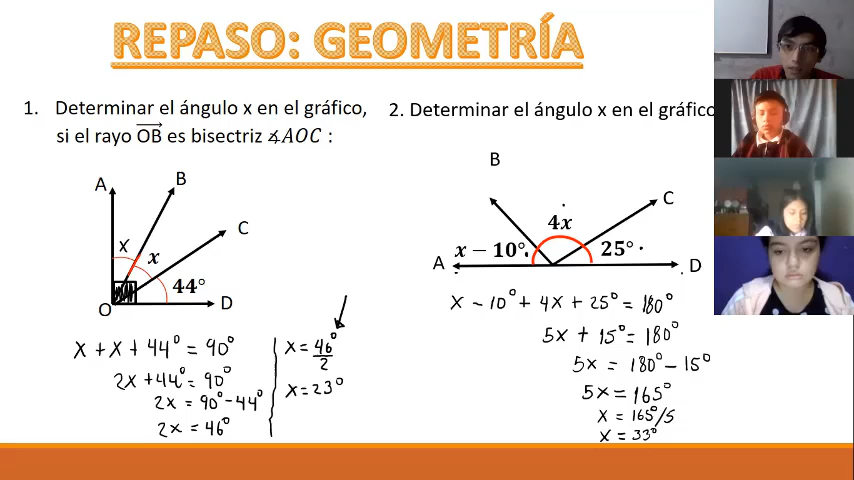 REPASO: GEOMETRÍA
1. Determinar el ángulo x en el gráfico,
si el rayo OB es bisectriz ∡AOC :
A
B
C
x
x
44°
O
D
x + x + 44° = 90°
2x + 44° = 90°
2x = 90° - 44°
2x = 46°
x = 46°/2
x = 23°
2. Determinar el ángulo x en el gráfico
B
C
4x
x − 10°
25°
A
D
x - 10° + 4x + 25° = 180°
5x + 15° = 180°
5x = 180° - 15°
5x = 165°
x = 165°/5
x = 33°